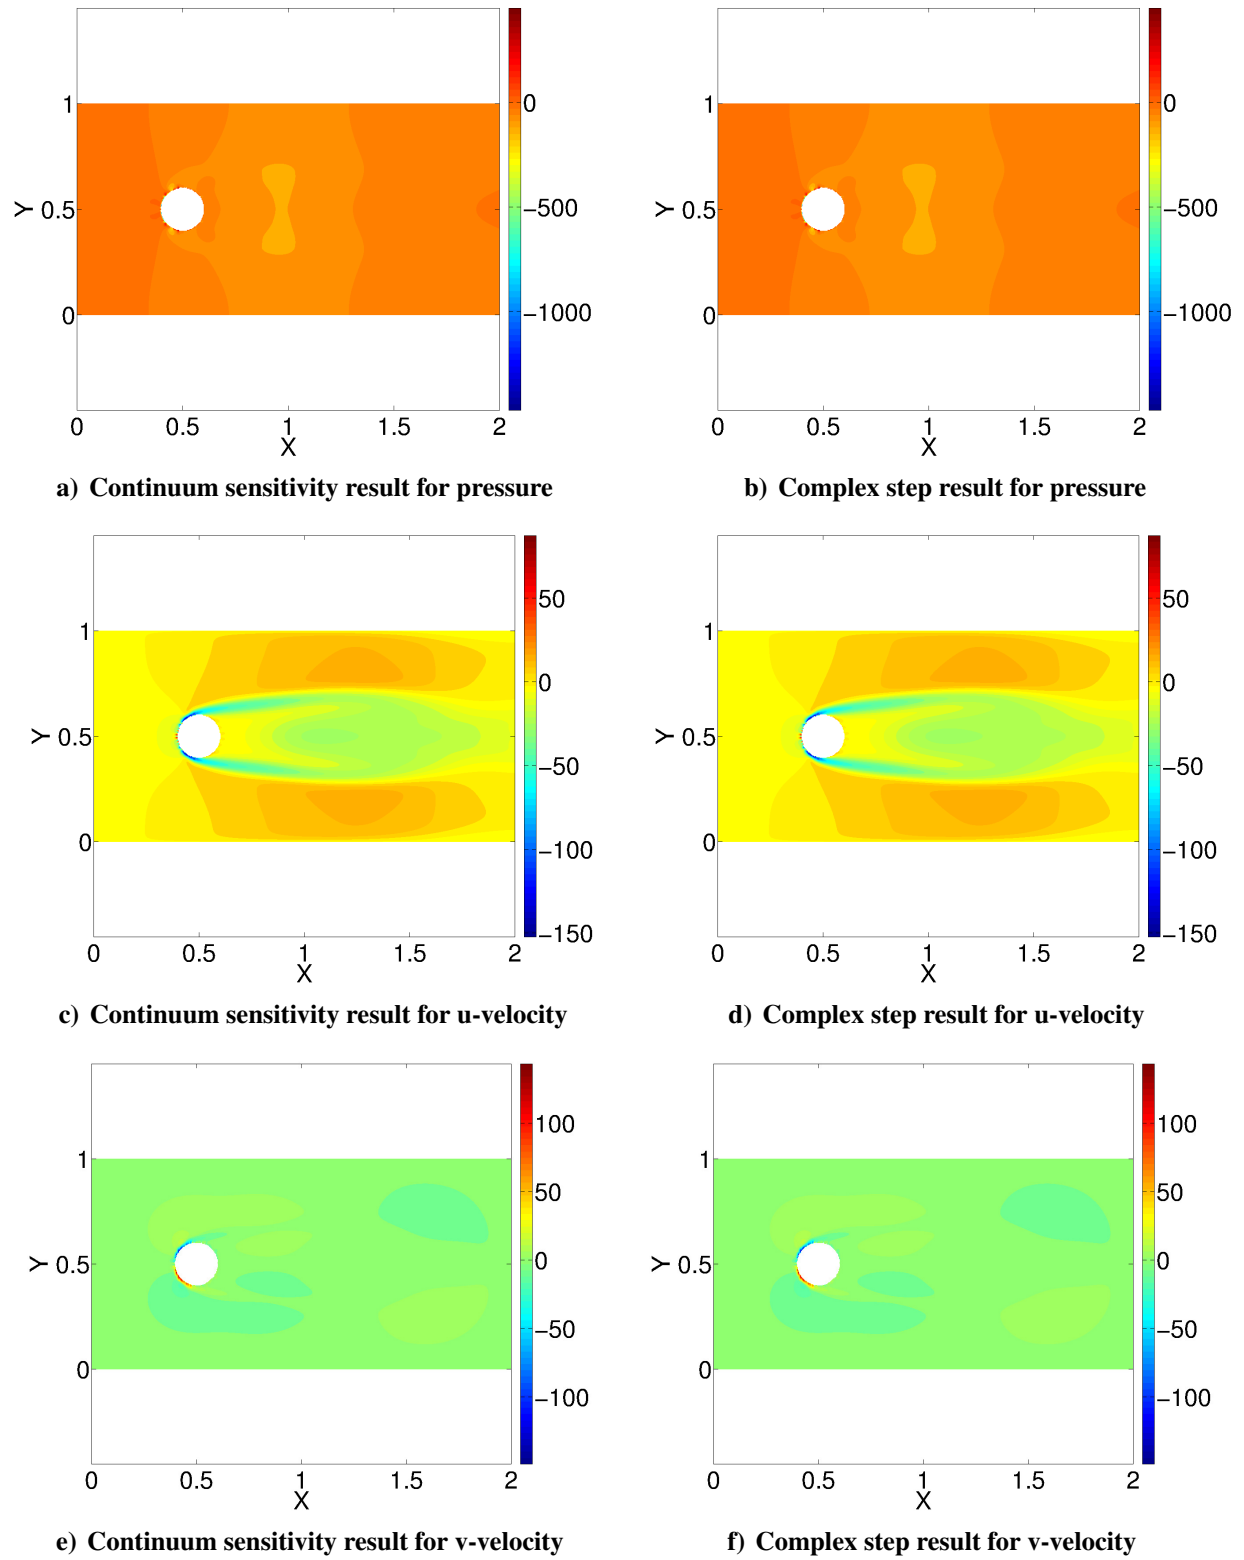 1
Y 0.5
0
0 0.5 1 1.5 2
X
0
−500
−1000
a) Continuum sensitivity result for pressure
1
Y 0.5
0
0 0.5 1 1.5 2
X
0
−500
−1000
b) Complex step result for pressure
1
Y 0.5
0
0 0.5 1 1.5 2
X
50
0
−50
−100
−150
c) Continuum sensitivity result for u-velocity
1
Y 0.5
0
0 0.5 1 1.5 2
X
50
0
−50
−100
−150
d) Complex step result for u-velocity
1
Y 0.5
0
0 0.5 1 1.5 2
X
100
50
0
−50
−100
e) Continuum sensitivity result for v-velocity
1
Y 0.5
0
0 0.5 1 1.5 2
X
100
50
0
−50
−100
f) Complex step result for v-velocity